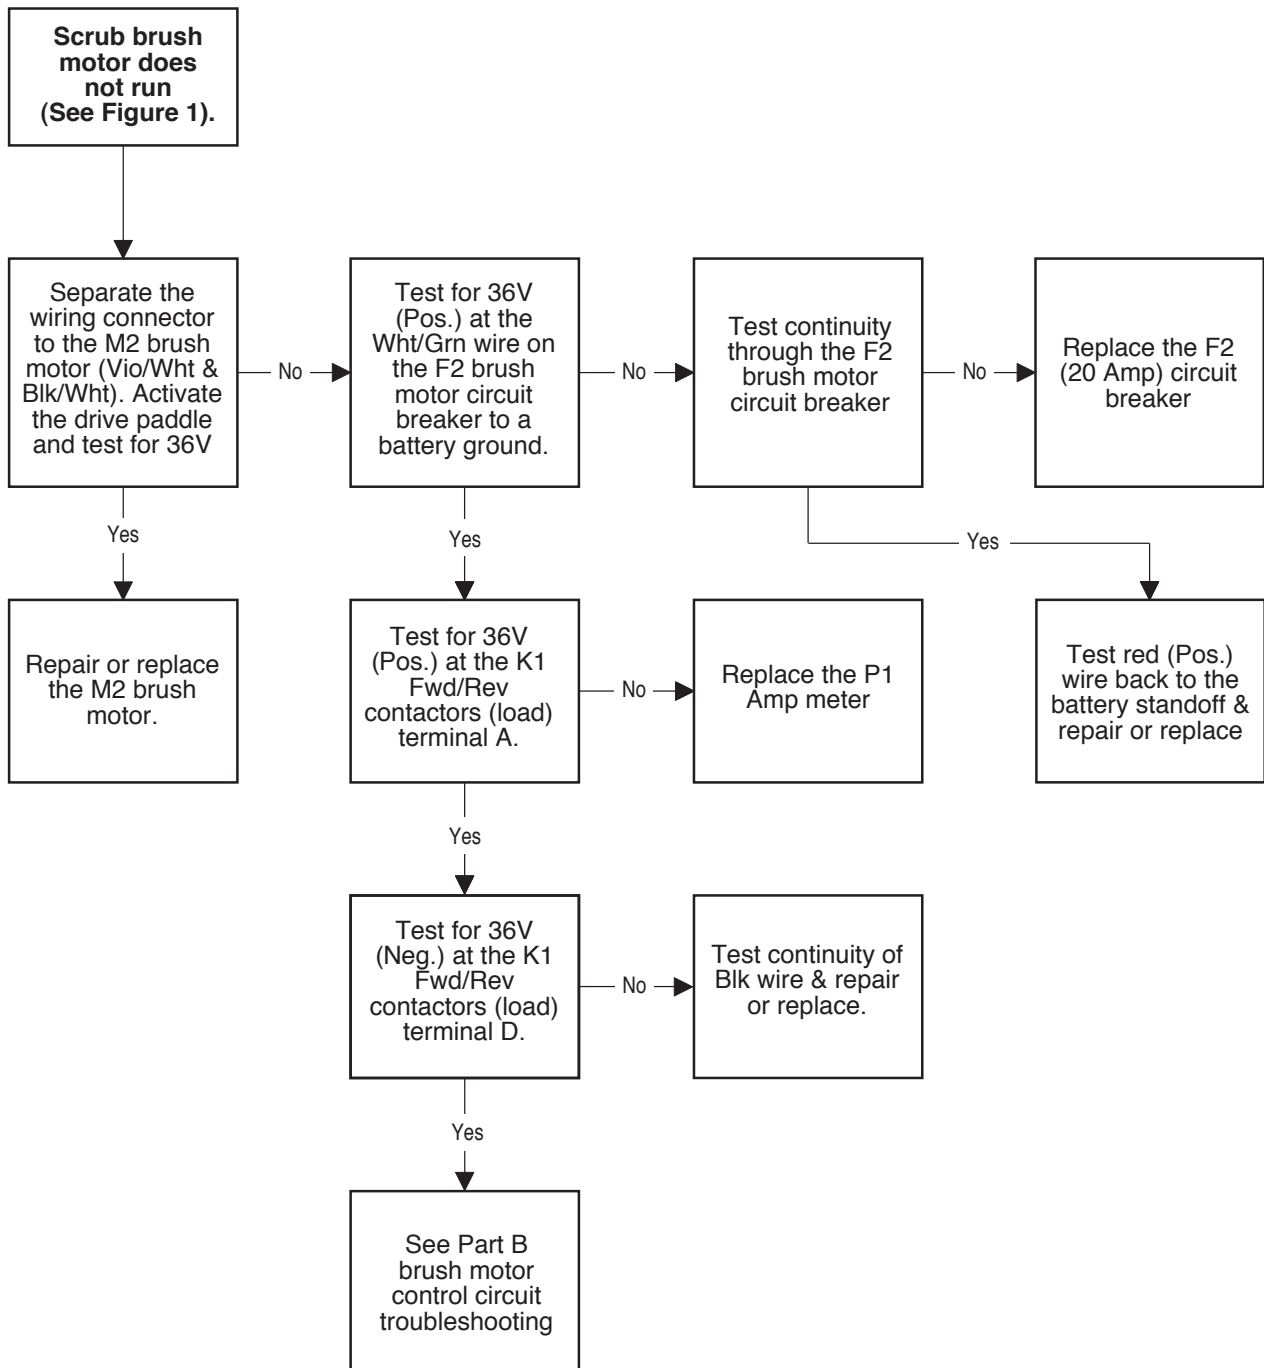 Scrub brush
motor does
not run
(See Figure 1).
Separate the
wiring connector
to the M2 brush
motor (Vio/Wht &
Blk/Wht). Activate
the drive paddle
and test for 36V
No
Test for 36V
(Pos.) at the
Wht/Grn wire on
the F2 brush
motor circuit
breaker to a
battery ground.
No
Test continuity
through the F2
brush motor
circuit breaker
No
Replace the F2
(20 Amp) circuit
breaker
Yes
Yes
Yes
Repair or replace
the M2 brush
motor.
Test for 36V
(Pos.) at the K1
Fwd/Rev
contactors (load)
terminal A.
No
Replace the P1
Amp meter
Test red (Pos.)
wire back to the
battery standoff &
repair or replace
Yes
Test for 36V
(Neg.) at the K1
Fwd/Rev
contactors (load)
terminal D.
No
Test continuity of
Blk wire & repair
or replace.
Yes
See Part B
brush motor
control circuit
troubleshooting